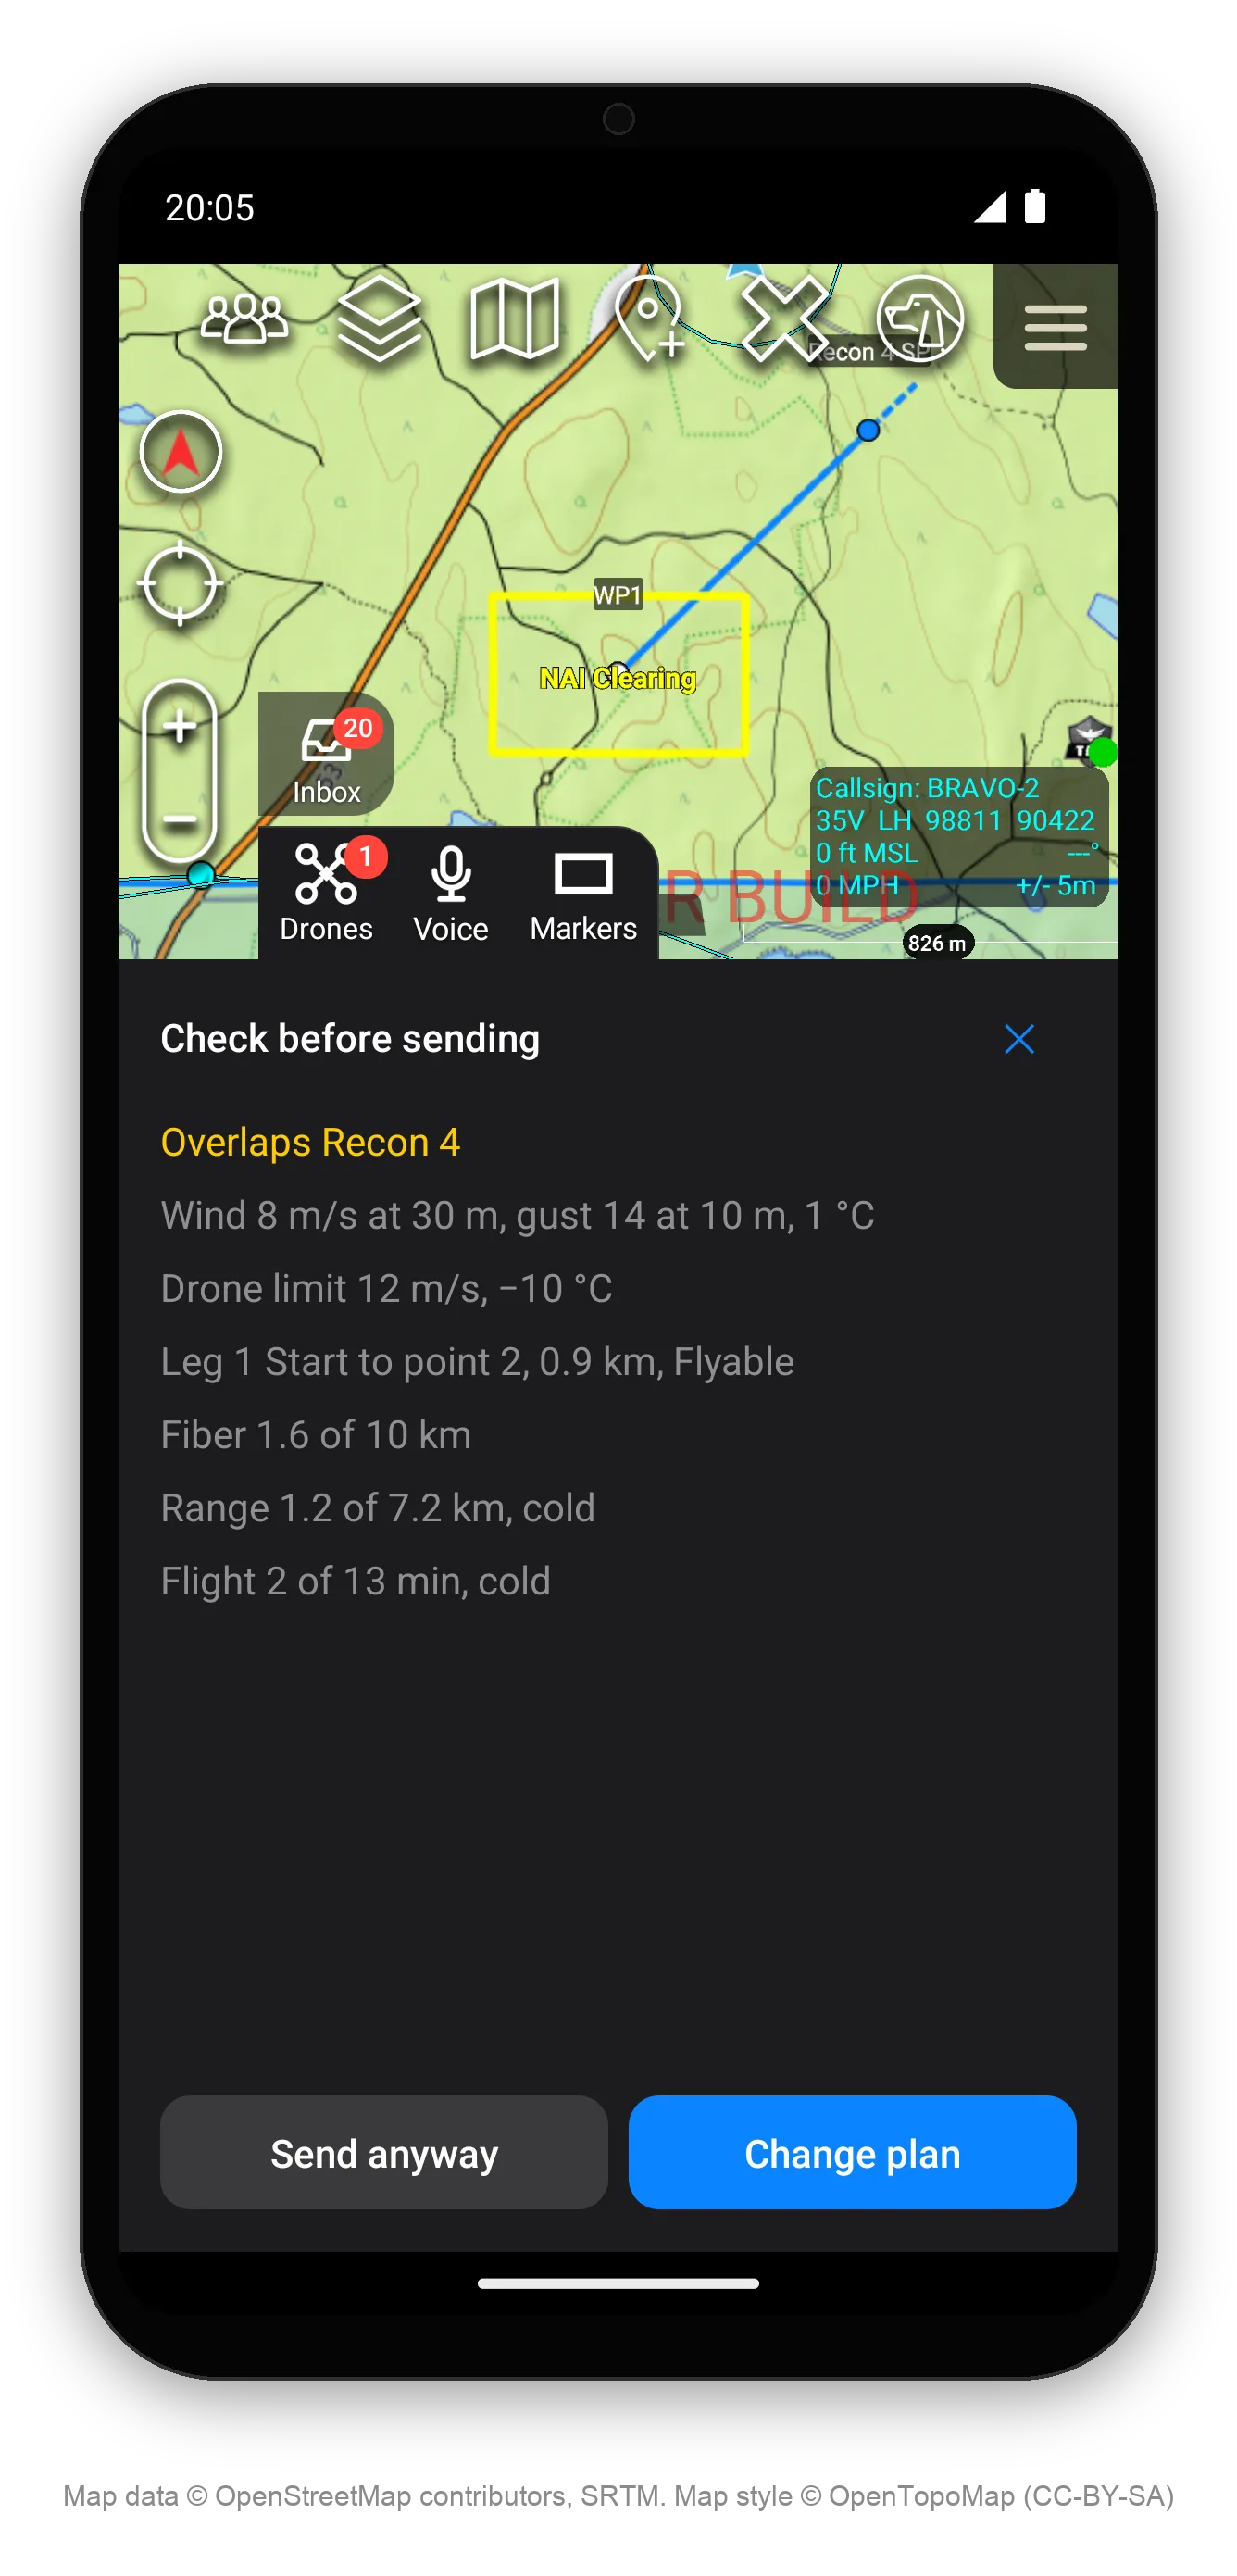 20:05
Recon 4 SP
WP1
NAI Clearing
20
Inbox
Callsign: BRAVO-2
35V LH 98811 90422
0 ft MSL ---°
0 MPH +/- 5m
1
Drones
Voice
Markers
R BUILD
826 m
Check before sending
Overlaps Recon 4
Wind 8 m/s at 30 m, gust 14 at 10 m, 1 °C
Drone limit 12 m/s, −10 °C
Leg 1 Start to point 2, 0.9 km, Flyable
Fiber 1.6 of 10 km
Range 1.2 of 7.2 km, cold
Flight 2 of 13 min, cold
Send anyway
Change plan
Map data © OpenStreetMap contributors, SRTM. Map style © OpenTopoMap (CC-BY-SA)